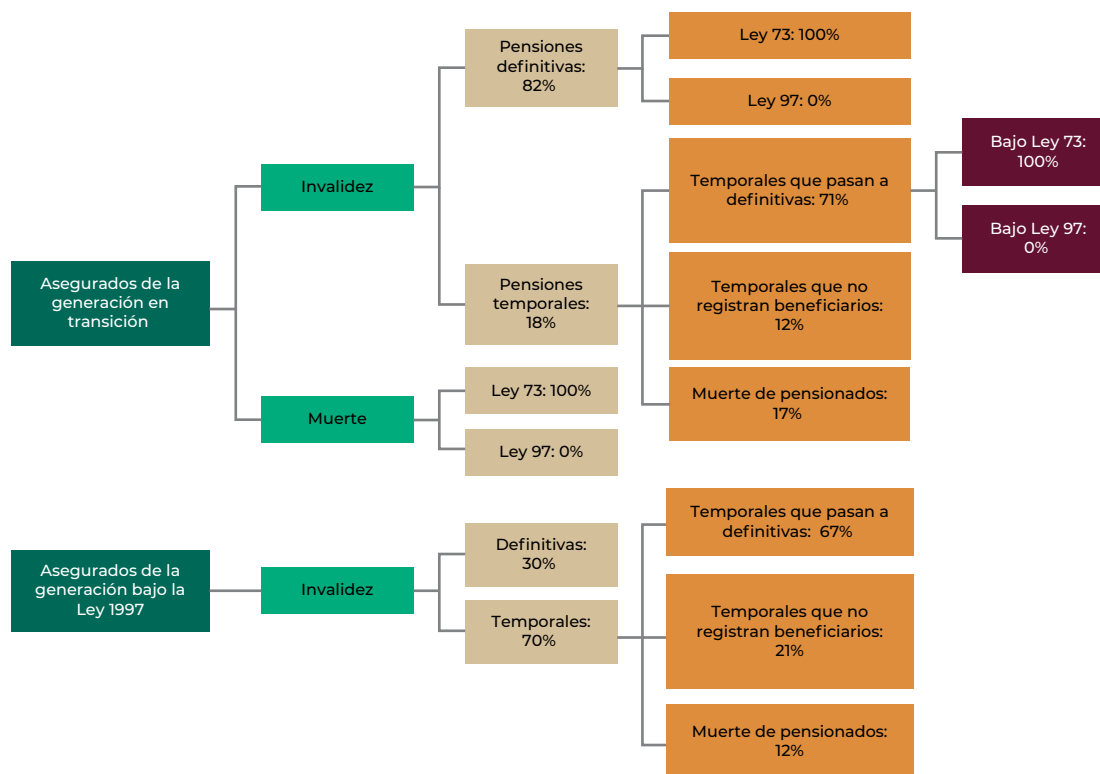 Asegurados de la
generación en
transición
Invalidez
Pensiones
definitivas:
82%
Ley 73: 100%
Ley 97: 0%
Pensiones
temporales:
18%
Temporales que pasan a
definitivas: 71%
Bajo Ley 73:
100%
Bajo Ley 97:
0%
Temporales que no
registran beneficiarios:
12%
Muerte de pensionados:
17%
Muerte
Ley 73: 100%
Ley 97: 0%
Asegurados de la
generación bajo la
Ley 1997
Invalidez
Definitivas:
30%
Temporales:
70%
Temporales que pasan a
definitivas: 67%
Temporales que no
registran beneficiarios:
21%
Muerte de pensionados:
12%